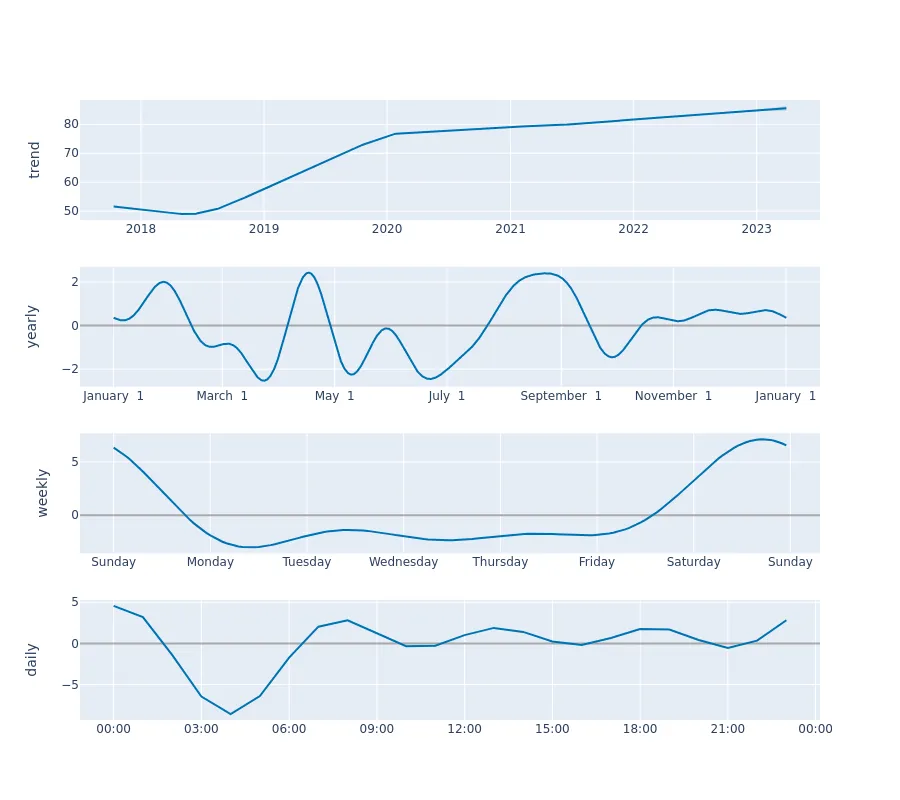 trend
80
70
60
50
2018 2019 2020 2021 2022 2023
yearly
2
0
−2
January 1 March 1 May 1 July 1 September 1 November 1 January 1
weekly
5
0
Sunday Monday Tuesday Wednesday Thursday Friday Saturday Sunday
daily
5
0
−5
00:00 03:00 06:00 09:00 12:00 15:00 18:00 21:00 00:00